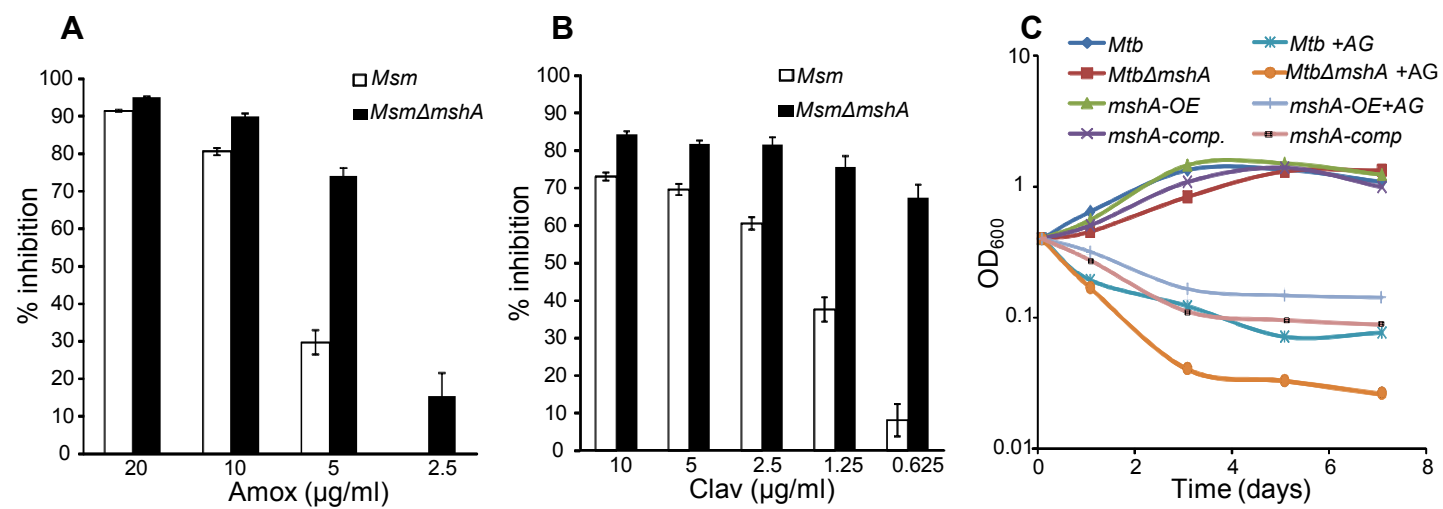 A
% inhibition
100
90
80
70
60
50
40
30
20
10
0
Msm
MsmΔmshA
20 10 5 2.5
Amox (µg/ml)
B
% inhibition
100
90
80
70
60
50
40
30
20
10
0
Msm
MsmΔmshA
10 5 2.5 1.25 0.625
Clav (µg/ml)
C
Mtb
Mtb +AG
MtbΔmshA
MtbΔmshA +AG
mshA-OE
mshA-OE+AG
mshA-comp.
mshA-comp
OD600
10
1
0.1
0.01
0 2 4 6 8
Time (days)